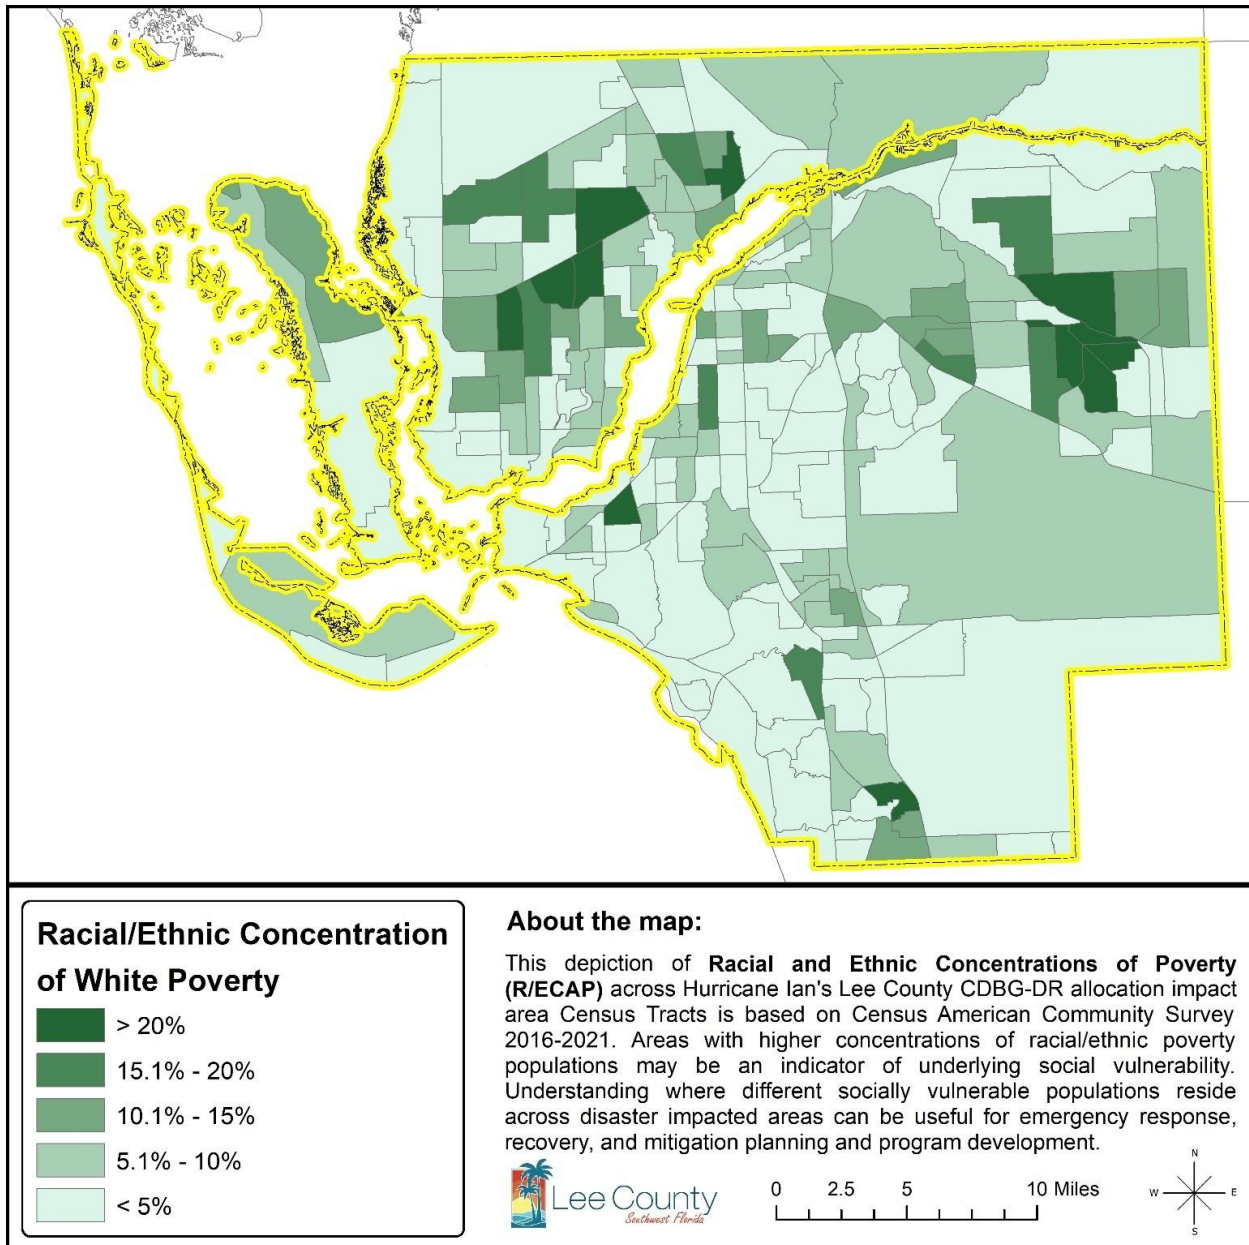 Racial/Ethnic Concentration
of White Poverty
> 20%
15.1% - 20%
10.1% - 15%
5.1% - 10%
< 5%
About the map:
This depiction of Racial and Ethnic Concentrations of Poverty
(R/ECAP) across Hurricane Ian's Lee County CDBG-DR allocation impact
area Census Tracts is based on Census American Community Survey
2016-2021. Areas with higher concentrations of racial/ethnic poverty
populations may be an indicator of underlying social vulnerability.
Understanding where different socially vulnerable populations reside
across disaster impacted areas can be useful for emergency response,
recovery, and mitigation planning and program development.
Lee County
Southwest Florida
0 2.5 5 10 Miles
N
W E
S